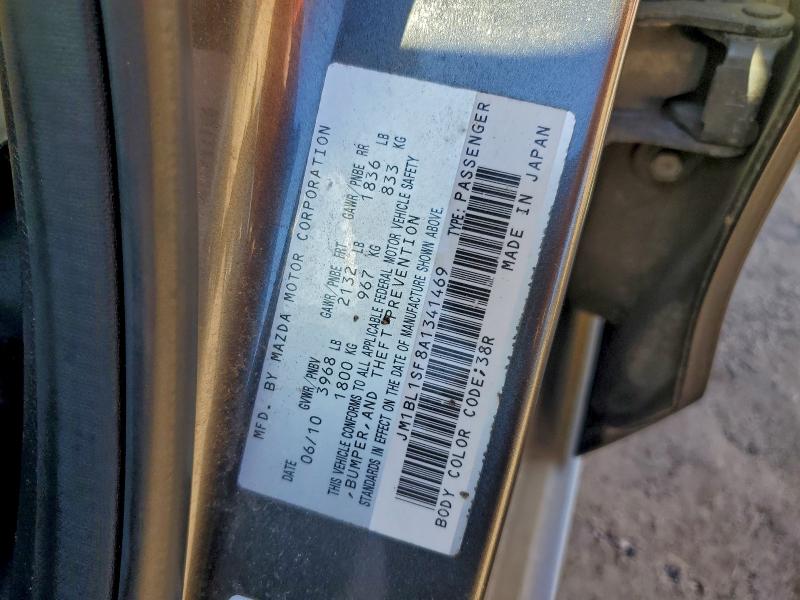 MFD. BY MAZDA MOTOR CORPORATION
DATE GVWR/PNBV GAWR/PNBE FRT GAWR/PNBE RR
06/10 3968 LB 2132 LB 1836 LB
1800 KG 967 KG 833 KG
THIS VEHICLE CONFORMS TO ALL APPLICABLE FEDERAL MOTOR VEHICLE SAFETY
,BUMPER,AND THEFT PREVENTION
STANDARDS IN EFFECT ON THE DATE OF MANUFACTURE SHOWN ABOVE.
JM1BL1SF8A1341469 TYPE: PASSENGER
BODY COLOR CODE;38R MADE IN JAPAN